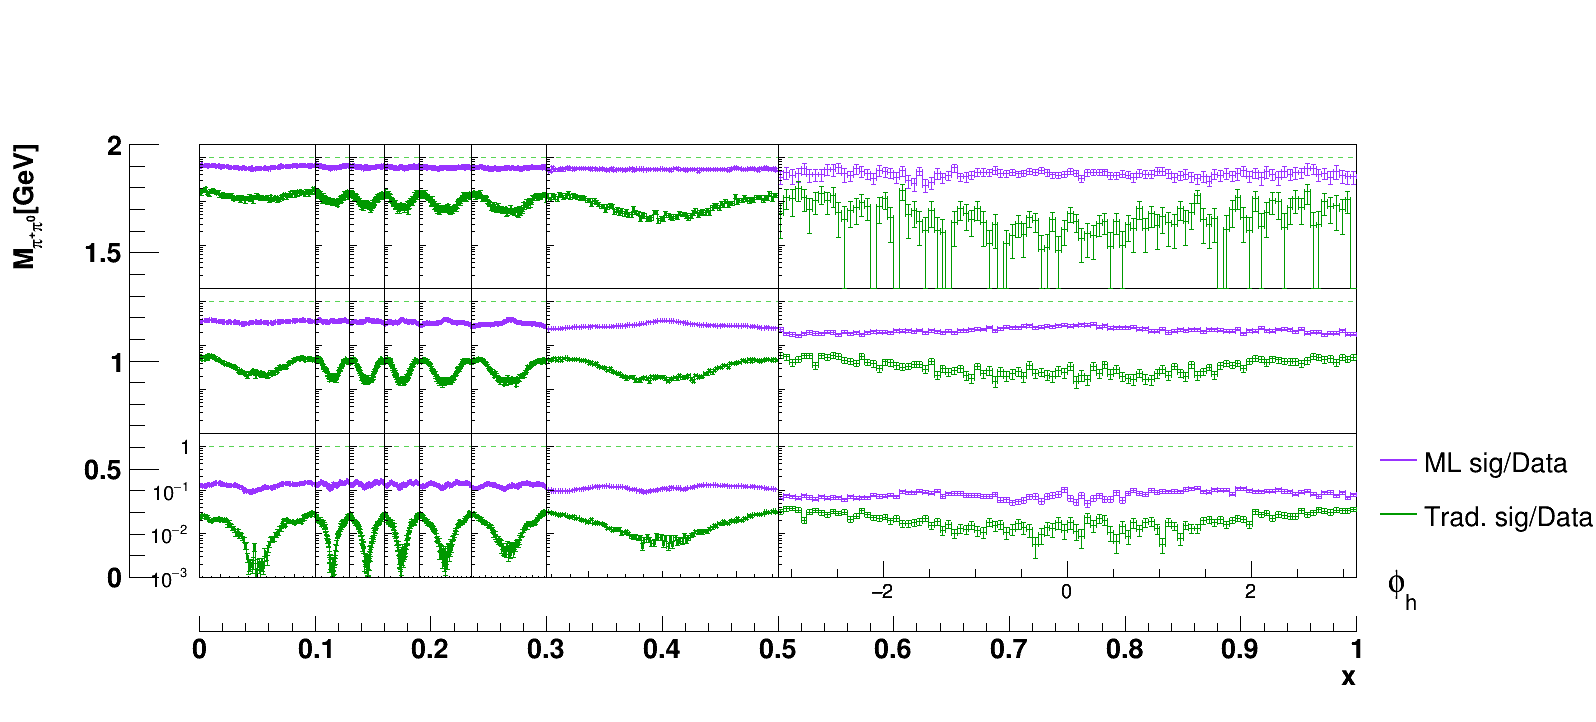 M_{π⁺π⁰}[GeV]
2
1.5
1
0.5
0
1
10⁻¹
10⁻²
10⁻³
−2 0 2
ϕ_h
0 0.1 0.2 0.3 0.4 0.5 0.6 0.7 0.8 0.9 1
x
ML sig/Data
Trad. sig/Data